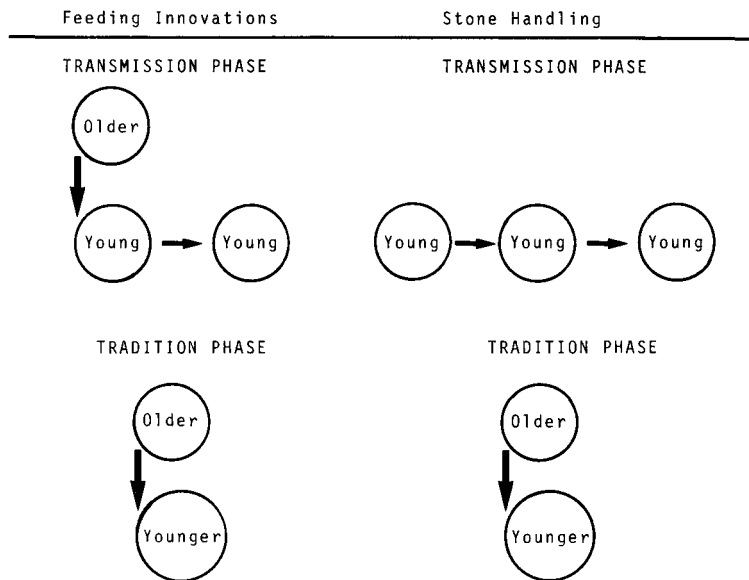 Feeding Innovations Stone Handling
TRANSMISSION PHASE TRANSMISSION PHASE
Older
Young Young Young Young Young
TRADITION PHASE TRADITION PHASE
Older Older
Younger Younger